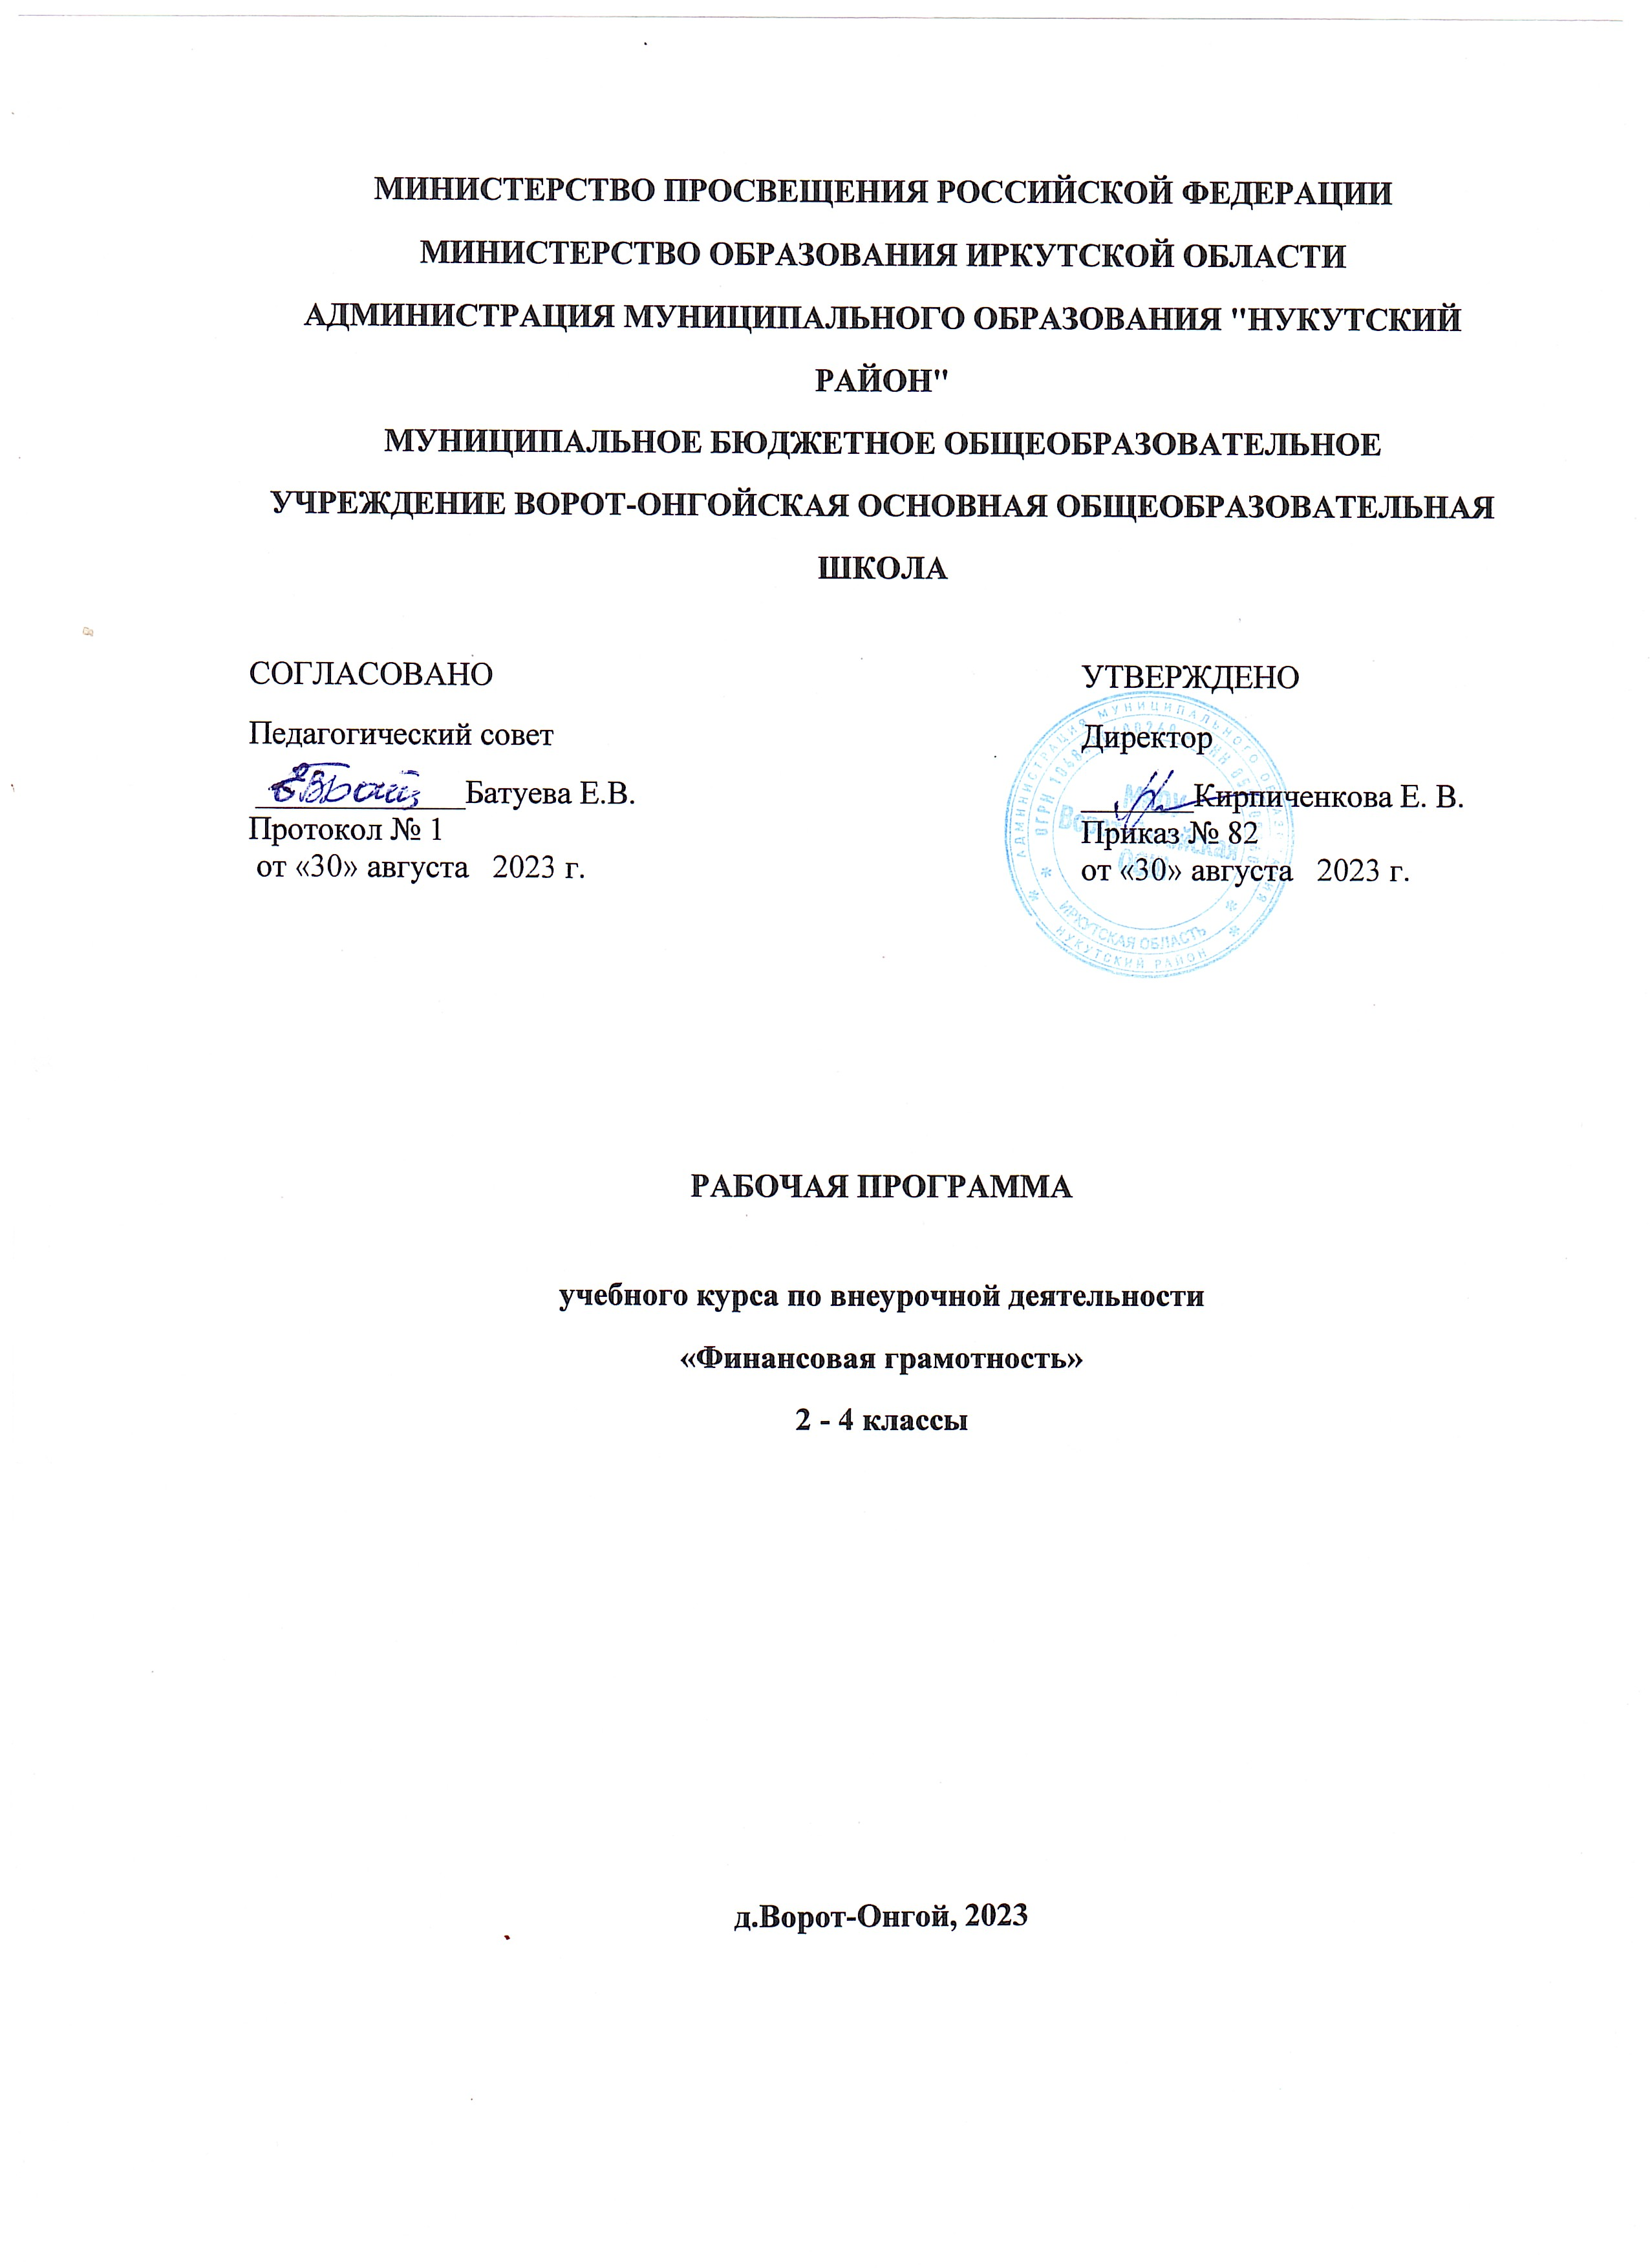 МИНИСТЕРСТВО ПРОСВЕЩЕНИЯ РОССИЙСКОЙ ФЕДЕРАЦИИ
МИНИСТЕРСТВО ОБРАЗОВАНИЯ ИРКУТСКОЙ ОБЛАСТИ
АДМИНИСТРАЦИЯ МУНИЦИПАЛЬНОГО ОБРАЗОВАНИЯ "НУКУТСКИЙ
РАЙОН"
МУНИЦИПАЛЬНОЕ БЮДЖЕТНОЕ ОБЩЕОБРАЗОВАТЕЛЬНОЕ
УЧРЕЖДЕНИЕ ВОРОТ-ОНГОЙСКАЯ ОСНОВНАЯ ОБЩЕОБРАЗОВАТЕЛЬНАЯ
ШКОЛА
СОГЛАСОВАНО
Педагогический совет
Батуева Е.В.
Протокол № 1
от «30» августа 2023 г.
УТВЕРЖДЕНО
Директор
Кирпиченкова Е. В.
Приказ № 82
от «30» августа 2023 г.
АДМИНИСТРАЦИЯ МУНИЦИПАЛЬНОГО
ИРКУТСКАЯ ОБЛАСТЬ
НУКУТСКИЙ РАЙОН
РАБОЧАЯ ПРОГРАММА
учебного курса по внеурочной деятельности
«Финансовая грамотность»
2 - 4 классы
д.Ворот-Онгой, 2023